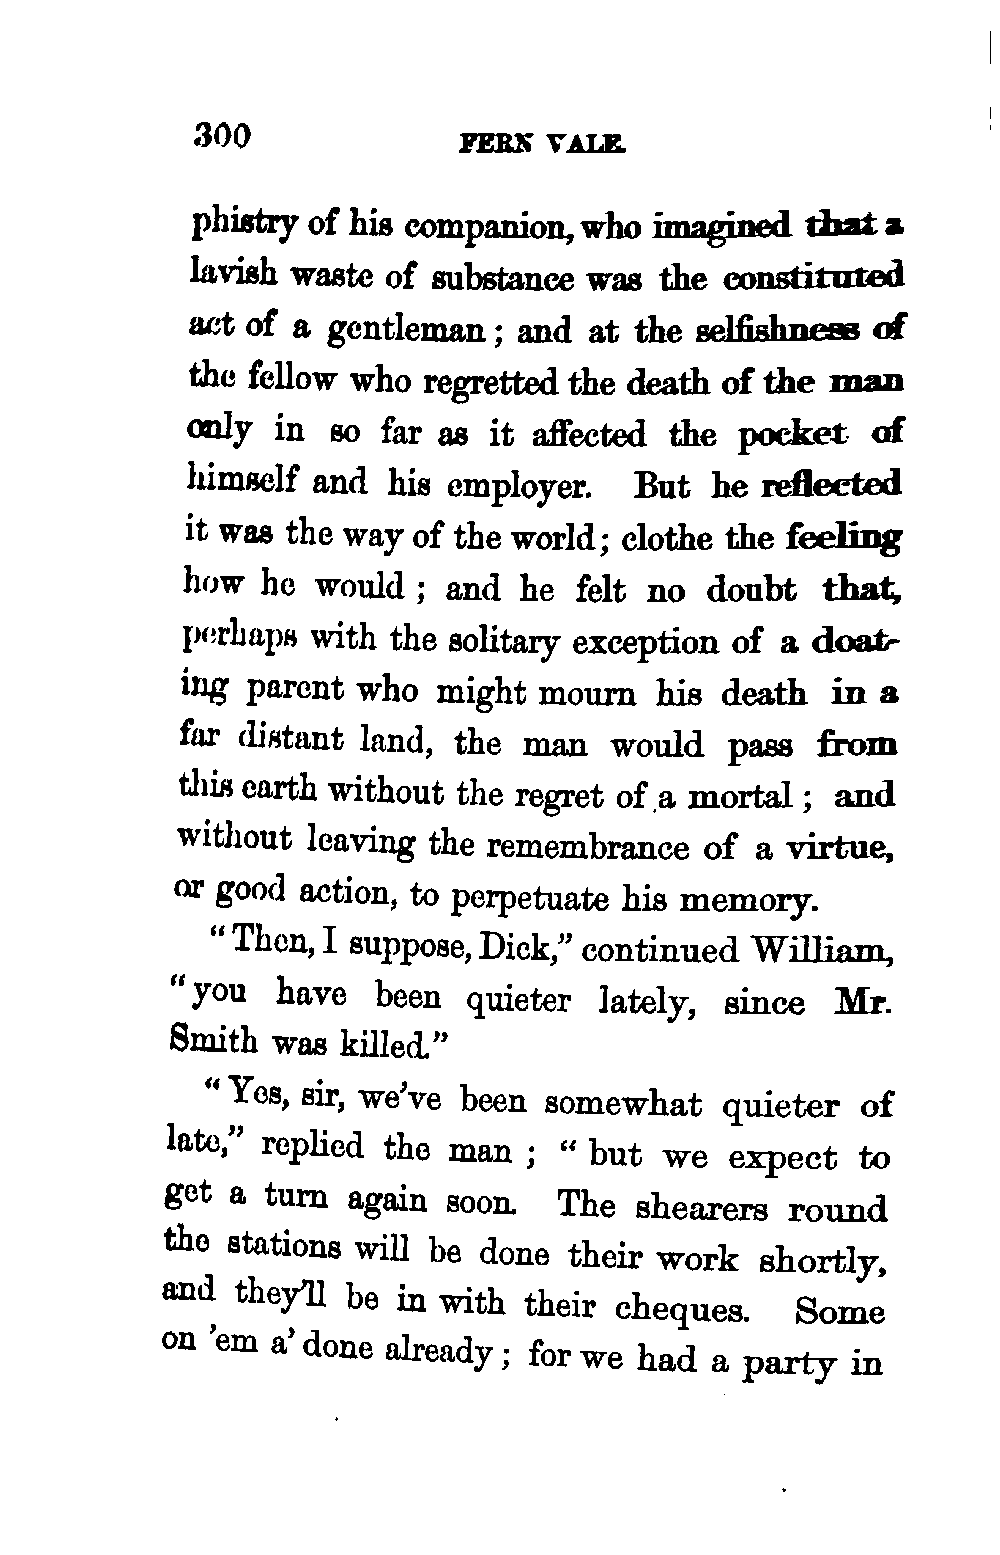 300 FERN VALE.
phistry of his companion, who imagined that a
lavish waste of substance was the constituted
act of a gentleman; and at the selfishness of
the fellow who regretted the death of the man
only in so far as it affected the pocket of
himself and his employer. But he reflected
it was the way of the world; clothe the feeling
how he would; and he felt no doubt that,
perhaps with the solitary exception of a doat-
ing parent who might mourn his death in a
far distant land, the man would pass from
this earth without the regret of a mortal; and
without leaving the remembrance of a virtue,
or good action, to perpetuate his memory.
"Then, I suppose, Dick," continued William,
"you have been quieter lately, since Mr.
Smith was killed."
"Yes, sir, we've been somewhat quieter of
late," replied the man; "but we expect to
get a turn again soon. The shearers round
the stations will be done their work shortly,
and they'll be in with their cheques. Some
on 'em a' done already; for we had a party in